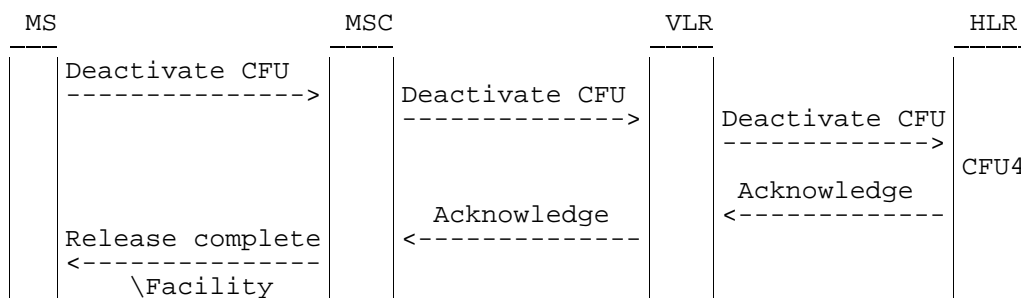 MS MSC VLR HLR
Deactivate CFU
Deactivate CFU
Deactivate CFU
CFU4
Acknowledge
Acknowledge
Release complete
\Facility